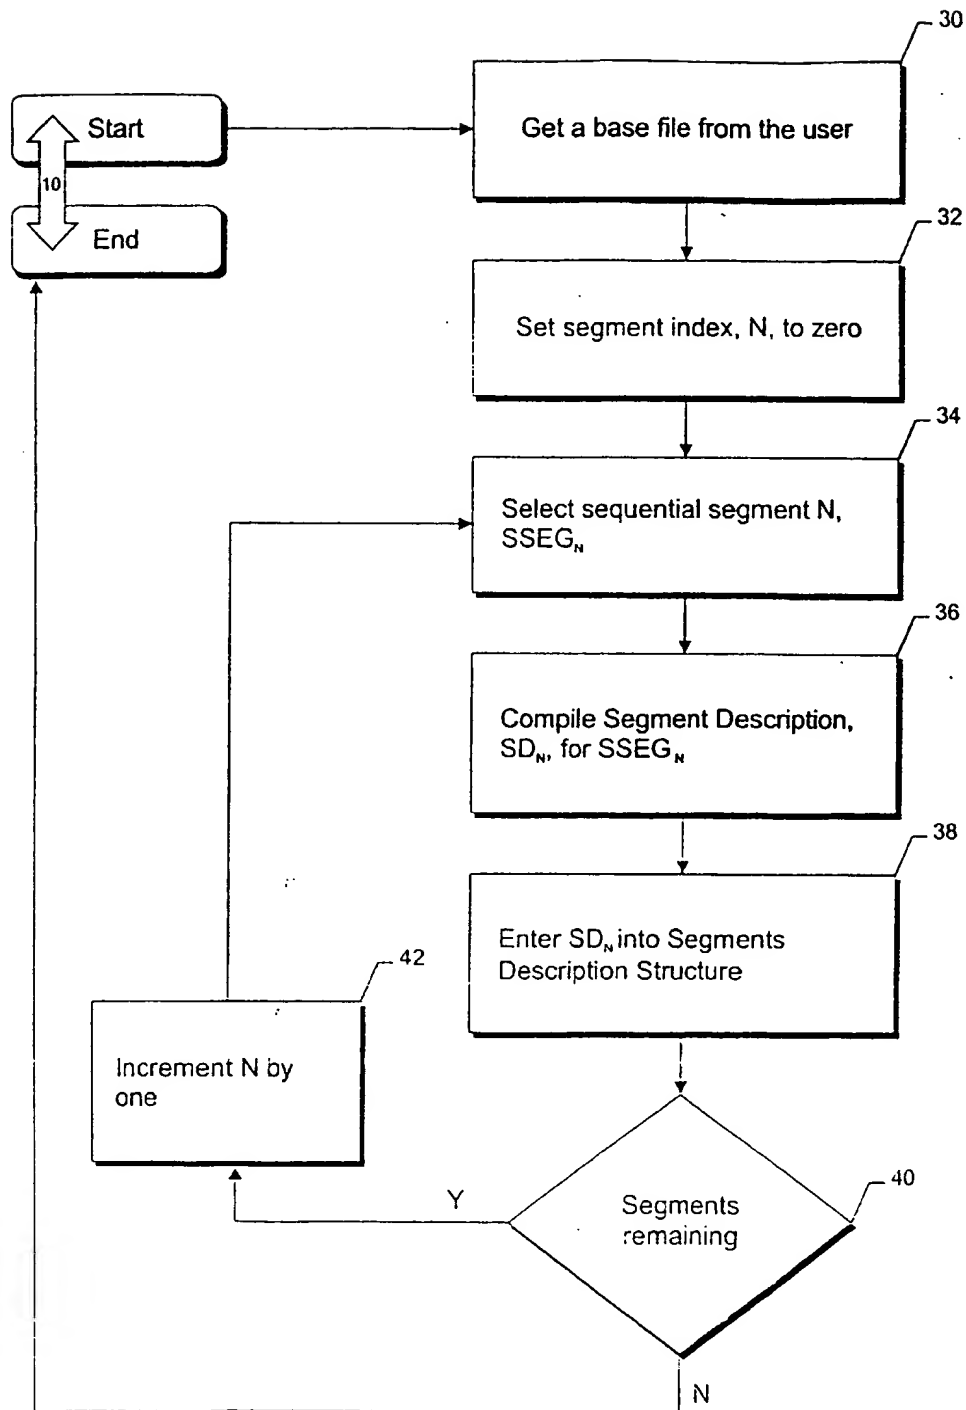 30
Start
Get a base file from the user
10
End
32
Set segment index, N, to zero
34
Select sequential segment N,
SSEG_N
36
Compile Segment Description,
SD_N, for SSEG_N
38
Enter SD_N into Segments
Description Structure
42
Increment N by
one
40
Segments
remaining
Y
N